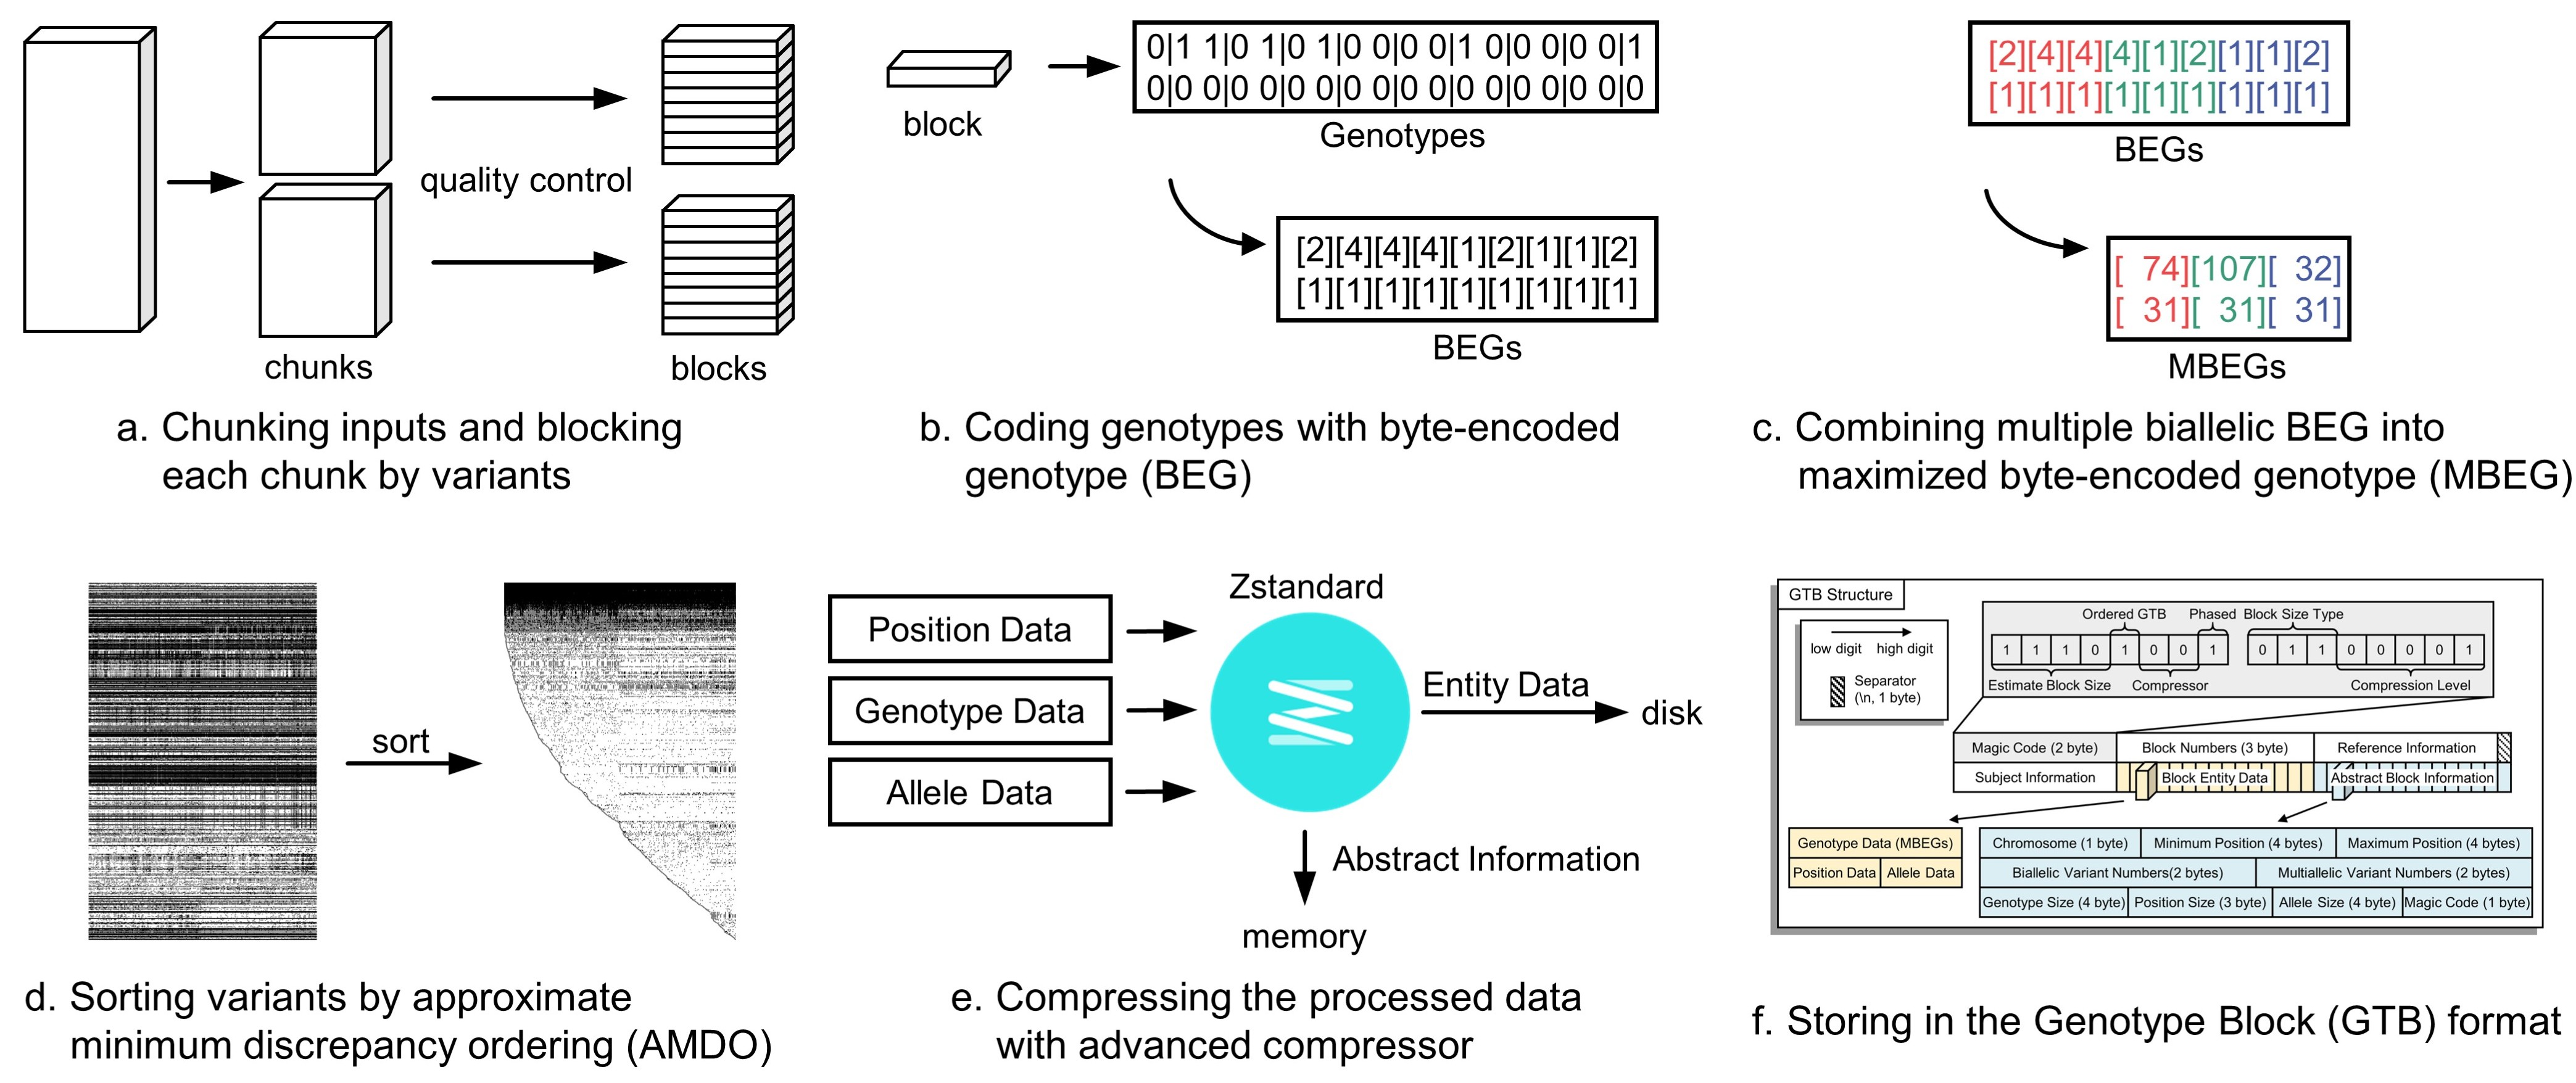 chunks
quality control
blocks
a. Chunking inputs and blocking
each chunk by variants
block
0|1 1|0 1|0 1|0 0|0 0|1 0|0 0|0 0|1
0|0 0|0 0|0 0|0 0|0 0|0 0|0 0|0 0|0
Genotypes
[2][4][4][4][1][2][1][1][2]
[1][1][1][1][1][1][1][1][1]
BEGs
b. Coding genotypes with byte-encoded
genotype (BEG)
[2][4][4][4][1][2][1][1][2]
[1][1][1][1][1][1][1][1][1]
BEGs
[ 74][107][ 32]
[ 31][ 31][ 31]
MBEGs
c. Combining multiple biallelic BEG into
maximized byte-encoded genotype (MBEG)
sort
d. Sorting variants by approximate
minimum discrepancy ordering (AMDO)
Zstandard
Position Data
Genotype Data
Allele Data
Entity Data
disk
Abstract Information
memory
e. Compressing the processed data
with advanced compressor
GTB Structure
low digit high digit
Separator
(\n, 1 byte)
Ordered GTB Phased Block Size Type
1 1 1 0 1 0 0 1 0 1 1 0 0 0 0 1
Estimate Block Size Compressor Compression Level
Magic Code (2 byte) Block Numbers (3 byte) Reference Information
Subject Information Block Entity Data Abstract Block Information
Genotype Data (MBEGs)
Position Data Allele Data
Chromosome (1 byte) Minimum Position (4 bytes) Maximum Position (4 bytes)
Biallelic Variant Numbers(2 bytes) Multiallelic Variant Numbers (2 bytes)
Genotype Size (4 byte) Position Size (3 byte) Allele Size (4 byte) Magic Code (1 byte)
f. Storing in the Genotype Block (GTB) format